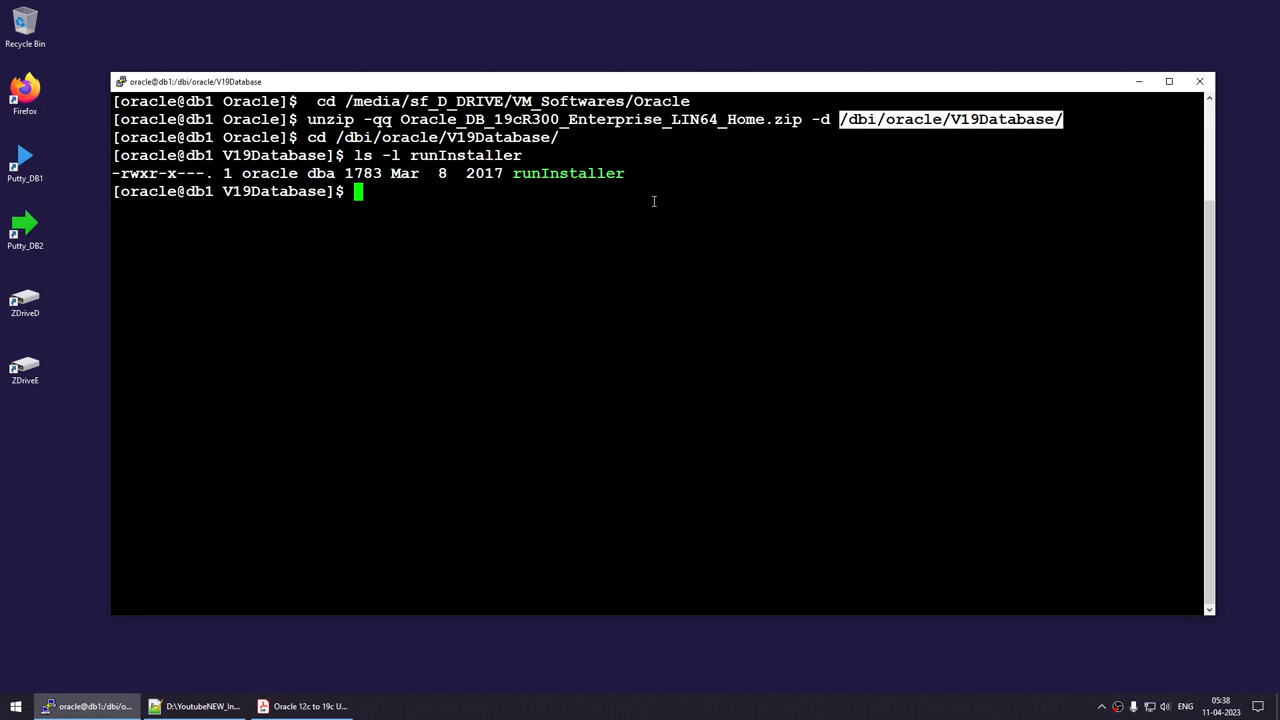 Recycle Bin
Firefox
Putty_DB1
Putty_DB2
ZDriveD
ZDriveE
oracle@db1:/dbi/oracle/V19Database
[oracle@db1 Oracle]$  cd /media/sf_D_DRIVE/VM_Softwares/Oracle
[oracle@db1 Oracle]$ unzip -qq Oracle_DB_19cR300_Enterprise_LIN64_Home.zip -d /dbi/oracle/V19Database/
[oracle@db1 Oracle]$ cd /dbi/oracle/V19Database/
[oracle@db1 V19Database]$ ls -l runInstaller
-rwxr-x---. 1 oracle dba 1783 Mar  8  2017 runInstaller
[oracle@db1 V19Database]$
oracle@db1:/dbi/o...
D:\YoutubeNEW_In...
Oracle 12c to 19c U...
ENG
05:38
11-04-2023